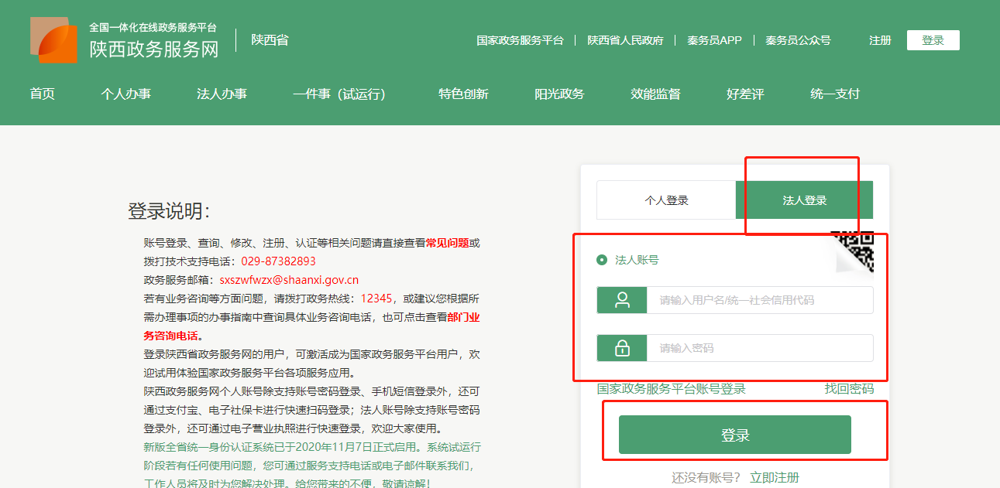 全国一体化在线政务服务平台
陕西政务服务网
陕西省
国家政务服务平台 | 陕西省人民政府 | 秦务员APP | 秦务员公众号
注册
登录
首页 个人办事 法人办事 一件事（试运行） 特色创新 阳光政务 效能监督 好差评 统一支付
登录说明：
账号登录、查询、修改、注册、认证等相关问题请直接查看常见问题或
拨打技术支持电话：029-87382893
政务服务邮箱：sxszwfwzx@shaanxi.gov.cn
若有业务咨询等方面问题，请拨打政务热线：12345，或建议您根据所
需办理事项的办事指南中查询具体业务咨询电话，也可点击查看部门业
务咨询电话。
登录陕西省政务服务网的用户，可激活成为国家政务服务平台用户，欢
迎试用体验国家政务服务平台各项服务应用。
陕西政务服务网个人账号除支持账号密码登录、手机短信登录外，还可
通过支付宝、电子社保卡进行快速扫码登录；法人账号除支持账号密码
登录外，还可通过电子营业执照进行快速登录，欢迎大家使用。
新版全省统一身份认证系统已于2020年11月7日正式启用。系统试运行
阶段若有任何使用问题，您可通过服务支持电话或电子邮件联系我们，
工作人员将及时为您解决处理。给您带来的不便，敬请谅解！
个人登录
法人登录
法人账号
请输入用户名/统一社会信用代码
请输入密码
国家政务服务平台账号登录
找回密码
登录
还没有账号？ 立即注册